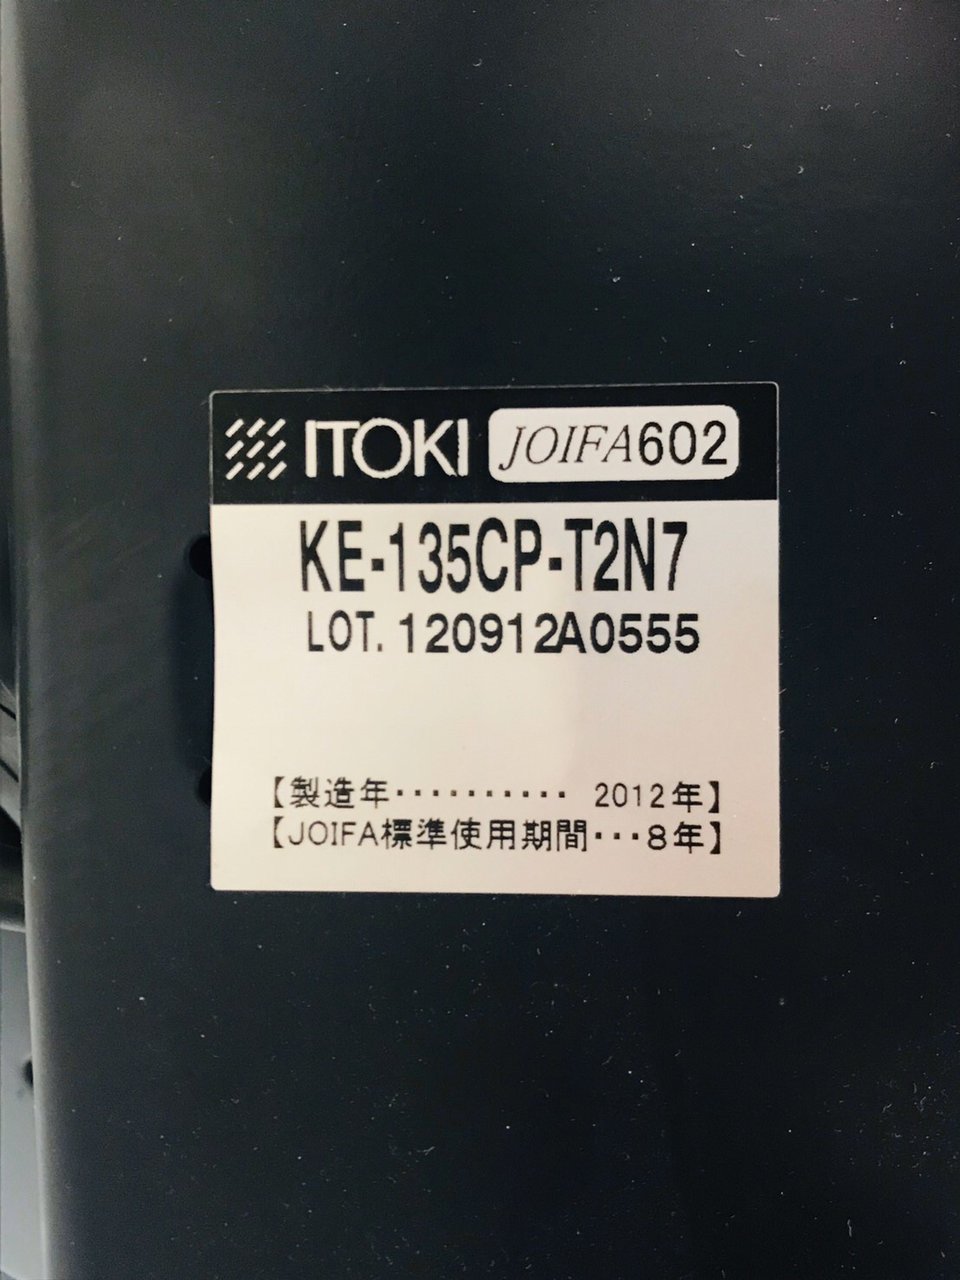 ITOKI JOIFA602
KE-135CP-T2N7
LOT. 120912A0555
【製造年・・・・・・・・・・ 2012年】
【JOIFA標準使用期間・・・8年】